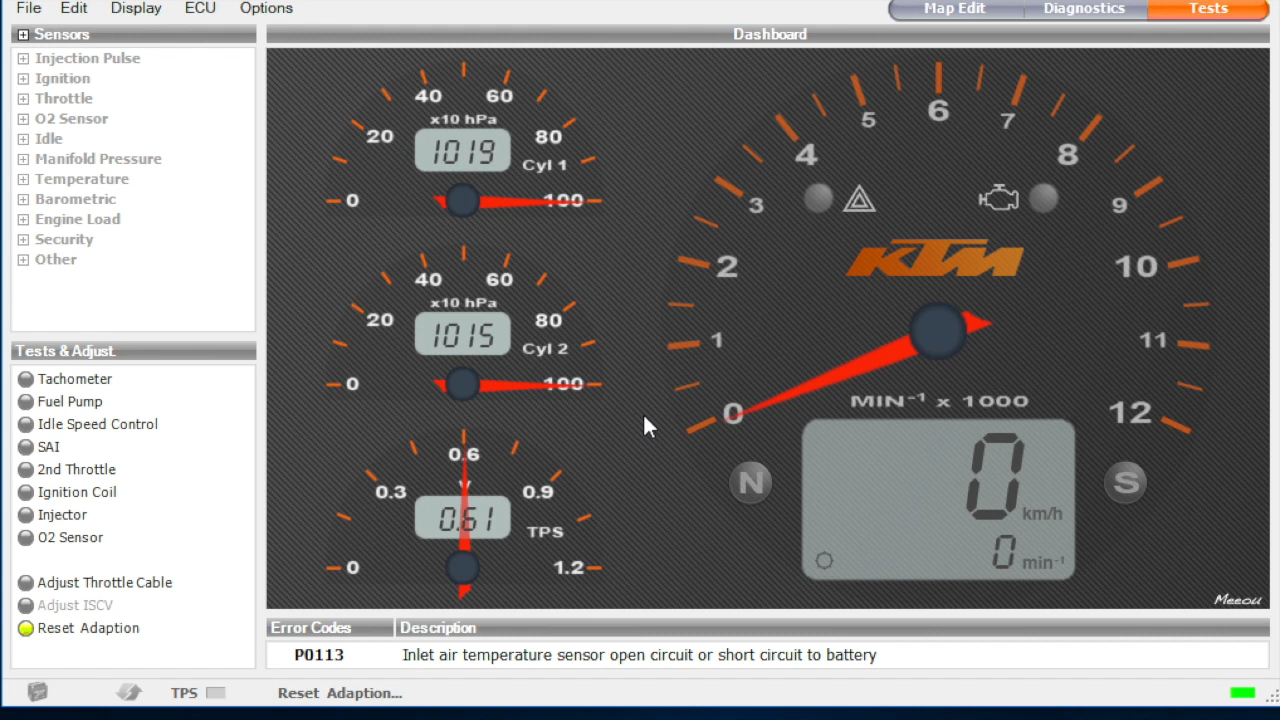 File Edit Display ECU Options
Map Edit Diagnostics Tests
Sensors
Injection Pulse
Ignition
Throttle
O2 Sensor
Idle
Manifold Pressure
Temperature
Barometric
Engine Load
Security
Other
Tests & Adjust
Tachometer
Fuel Pump
Idle Speed Control
SAI
2nd Throttle
Ignition Coil
Injector
O2 Sensor
Adjust Throttle Cable
Adjust ISCV
Reset Adaption
Dashboard
0 20 40 60 80 100
x10 hPa
1019
Cyl 1
0 20 40 60 80 100
x10 hPa
1015
Cyl 2
0 0.3 0.6 0.9 1.2
V
0.61
TPS
0 1 2 3 4 5 6 7 8 9 10 11 12
KTM
MIN⁻¹ x 1000
N
S
0 km/h
0 min⁻¹
Meeou
Error Codes Description
P0113 Inlet air temperature sensor open circuit or short circuit to battery
TPS Reset Adaption...